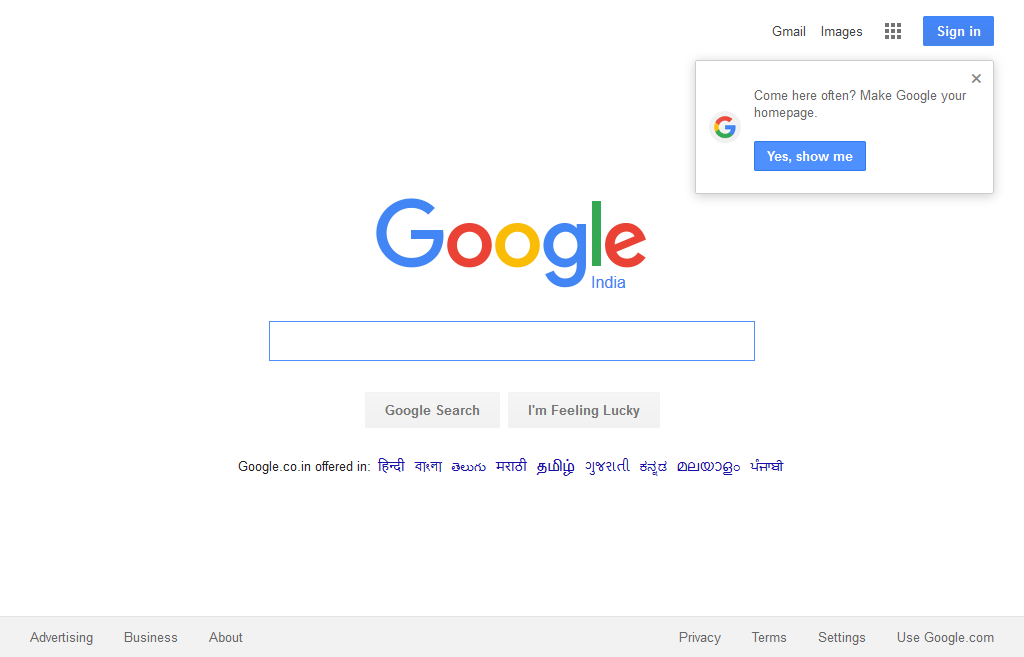 Gmail Images Sign in
Come here often? Make Google your
homepage.
Yes, show me
Google
India
Google Search I'm Feeling Lucky
Google.co.in offered in: हिन्दी বাংলা తెలుగు मराठी தமிழ் ગુજરાતી ಕನ್ನಡ മലയാളം ਪੰਜਾਬੀ
Advertising Business About Privacy Terms Settings Use Google.com